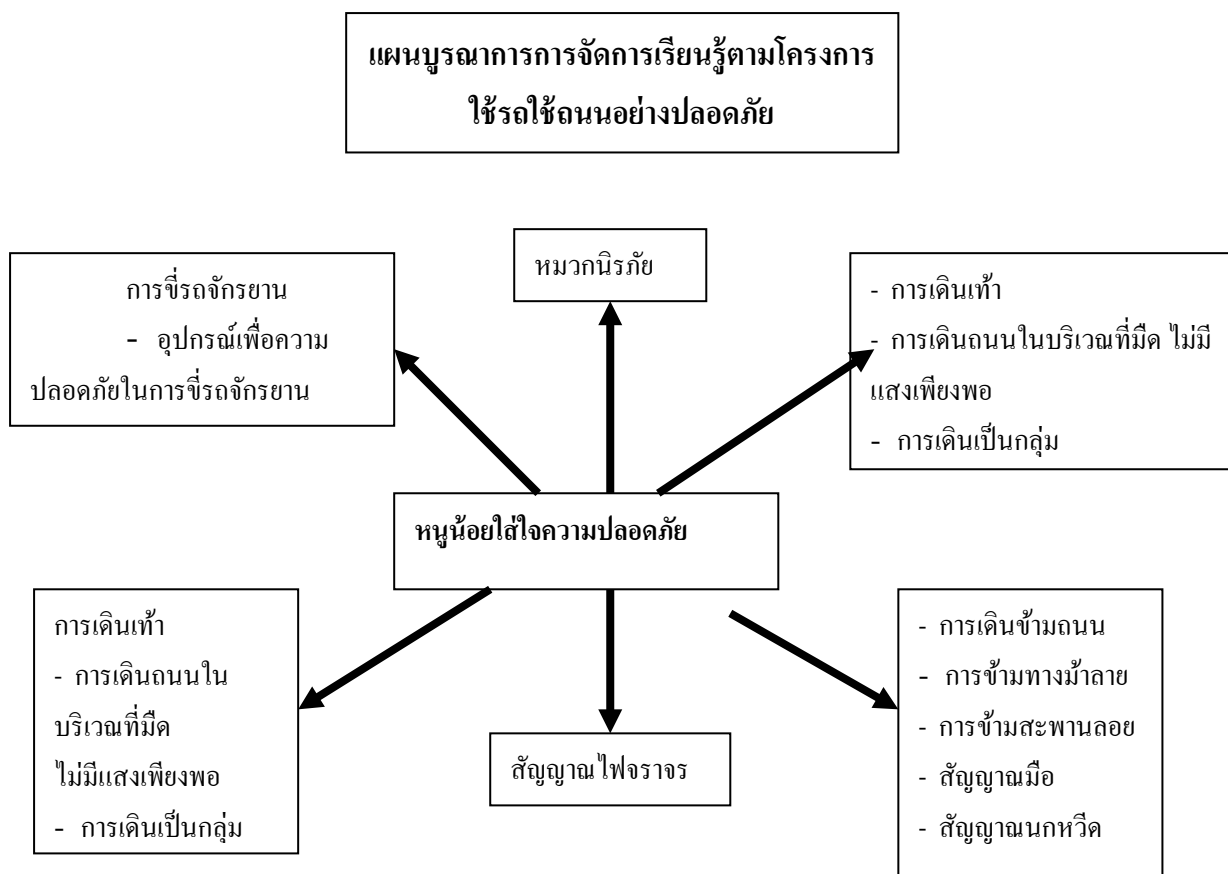 แผนบูรณาการการจัดการเรียนรู้ตามโครงการ
ใช้รถใช้ถนนอย่างปลอดภัย
หมวกนิรภัย
การขี่รถจักรยาน
- อุปกรณ์เพื่อความ
ปลอดภัยในการขี่รถจักรยาน
- การเดินเท้า
- การเดินถนนในบริเวณที่มืด ไม่มี
แสงเพียงพอ
- การเดินเป็นกลุ่ม
หนูน้อยใส่ใจความปลอดภัย
การเดินเท้า
- การเดินถนนใน
บริเวณที่มืด
ไม่มีแสงเพียงพอ
- การเดินเป็นกลุ่ม
สัญญาณไฟจราจร
- การเดินข้ามถนน
- การข้ามทางม้าลาย
- การข้ามสะพานลอย
- สัญญาณมือ
- สัญญาณนกหวีด